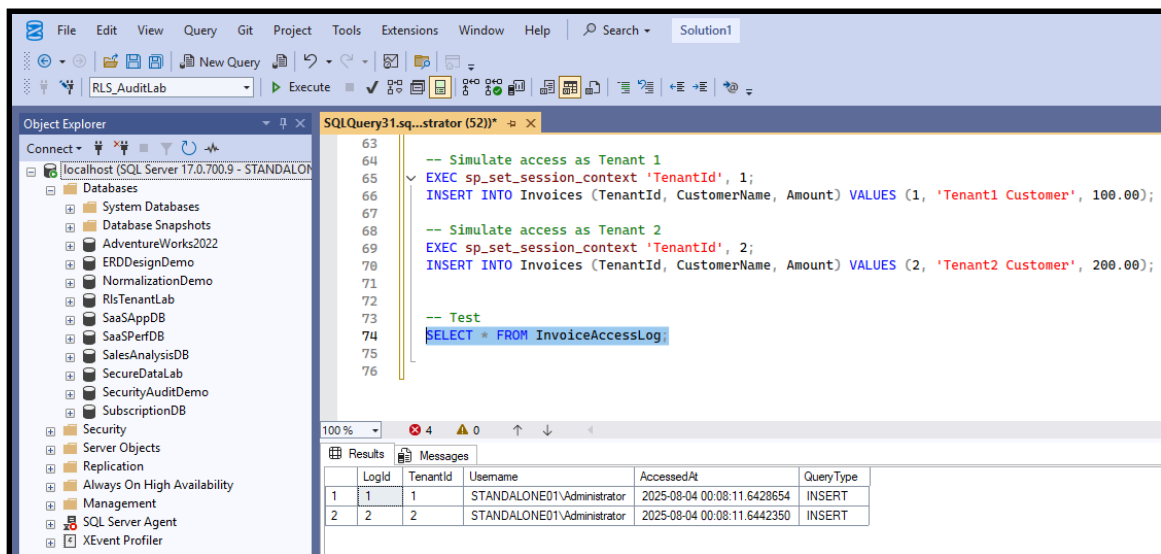 File Edit View Query Git Project Tools Extensions Window Help Search Solution1
New Query
RLS_AuditLab Execute
Object Explorer
Connect
localhost (SQL Server 17.0.700.9 - STANDALON
Databases
System Databases
Database Snapshots
AdventureWorks2022
ERDDesignDemo
NormalizationDemo
RlsTenantLab
SaaSAppDB
SaaSPerfDB
SalesAnalysisDB
SecureDataLab
SecurityAuditDemo
SubscriptionDB
Security
Server Objects
Replication
Always On High Availability
Management
SQL Server Agent
XEvent Profiler
SQLQuery31.sq...strator (52))*
63
64 -- Simulate access as Tenant 1
65 EXEC sp_set_session_context 'TenantId', 1;
66 INSERT INTO Invoices (TenantId, CustomerName, Amount) VALUES (1, 'Tenant1 Customer', 100.00);
67
68 -- Simulate access as Tenant 2
69 EXEC sp_set_session_context 'TenantId', 2;
70 INSERT INTO Invoices (TenantId, CustomerName, Amount) VALUES (2, 'Tenant2 Customer', 200.00);
71
72
73 -- Test
74 SELECT * FROM InvoiceAccessLog;
75
76
100 % 4 0
Results Messages
LogId TenantId Username AccessedAt QueryType
1 1 1 STANDALONE01\Administrator 2025-08-04 00:08:11.6428654 INSERT
2 2 2 STANDALONE01\Administrator 2025-08-04 00:08:11.6442350 INSERT